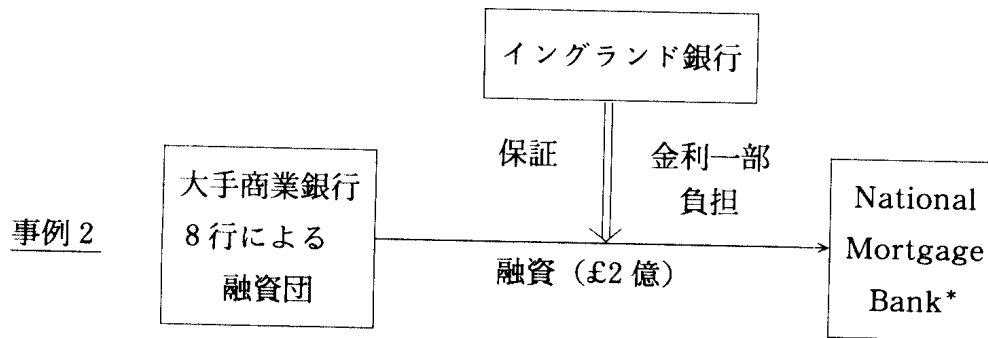 イングランド銀行
保証
金利一部
負担
事例2
大手商業銀行
8行による
融資団
融資（£2億）
National
Mortgage
Bank*